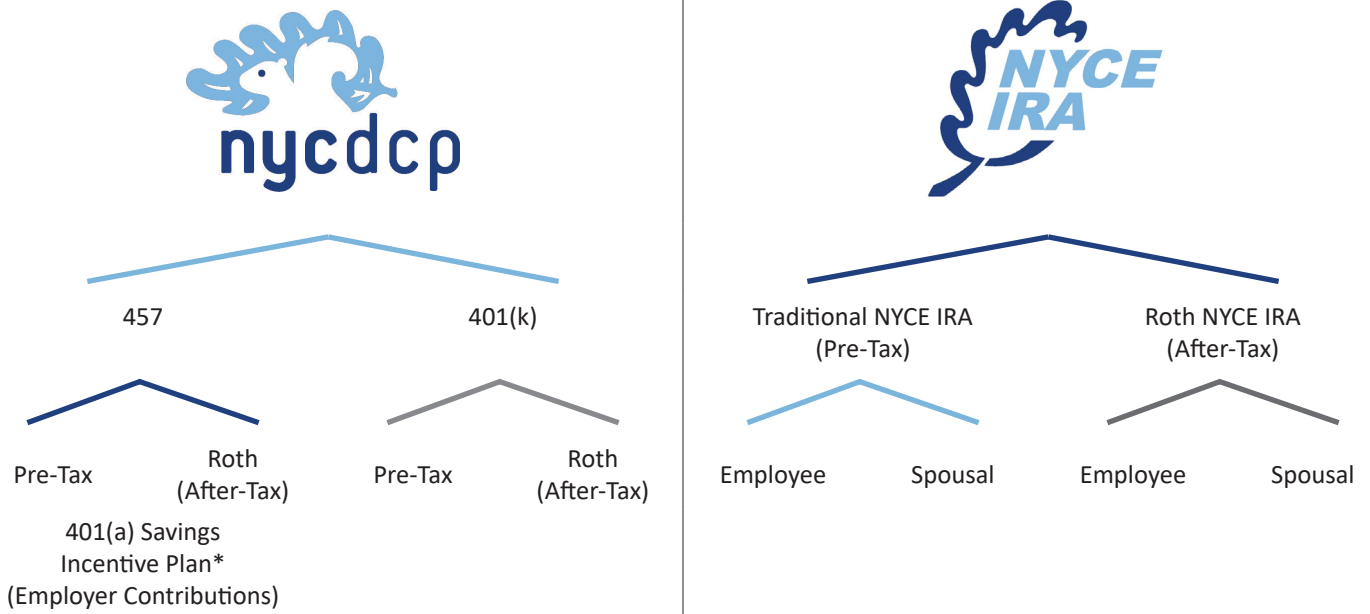 nycdcp
NYCE
IRA
457
401(k)
Traditional NYCE IRA
(Pre-Tax)
Roth NYCE IRA
(After-Tax)
Pre-Tax
Roth
(After-Tax)
Pre-Tax
Roth
(After-Tax)
Employee
Spousal
Employee
Spousal
401(a) Savings
Incentive Plan*
(Employer Contributions)